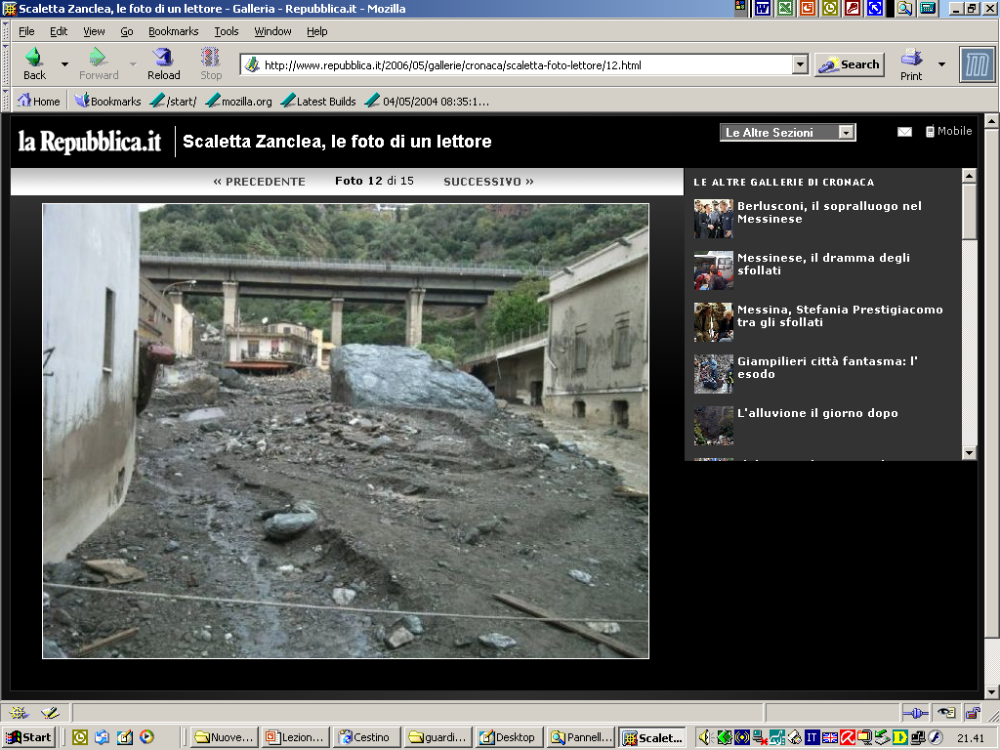 Scaletta Zanclea, le foto di un lettore - Galleria - Repubblica.it - Mozilla
File Edit View Go Bookmarks Tools Window Help
Back Forward Reload Stop http://www.repubblica.it/2006/05/gallerie/cronaca/scaletta-foto-lettore/12.html Search Print
Home Bookmarks /start/ mozilla.org Latest Builds 04/05/2004 08:35:1...
la Repubblica.it Scaletta Zanclea, le foto di un lettore Le Altre Sezioni Mobile
« PRECEDENTE Foto 12 di 15 SUCCESSIVO »
LE ALTRE GALLERIE DI CRONACA
Berlusconi, il sopralluogo nel
Messinese
Messinese, il dramma degli
sfollati
Messina, Stefania Prestigiacomo
tra gli sfollati
Giampilieri città fantasma: l'
esodo
L'alluvione il giorno dopo
Start Nuove... Lezion... Cestino guardi... Desktop Pannell... Scalet... IT 21.41